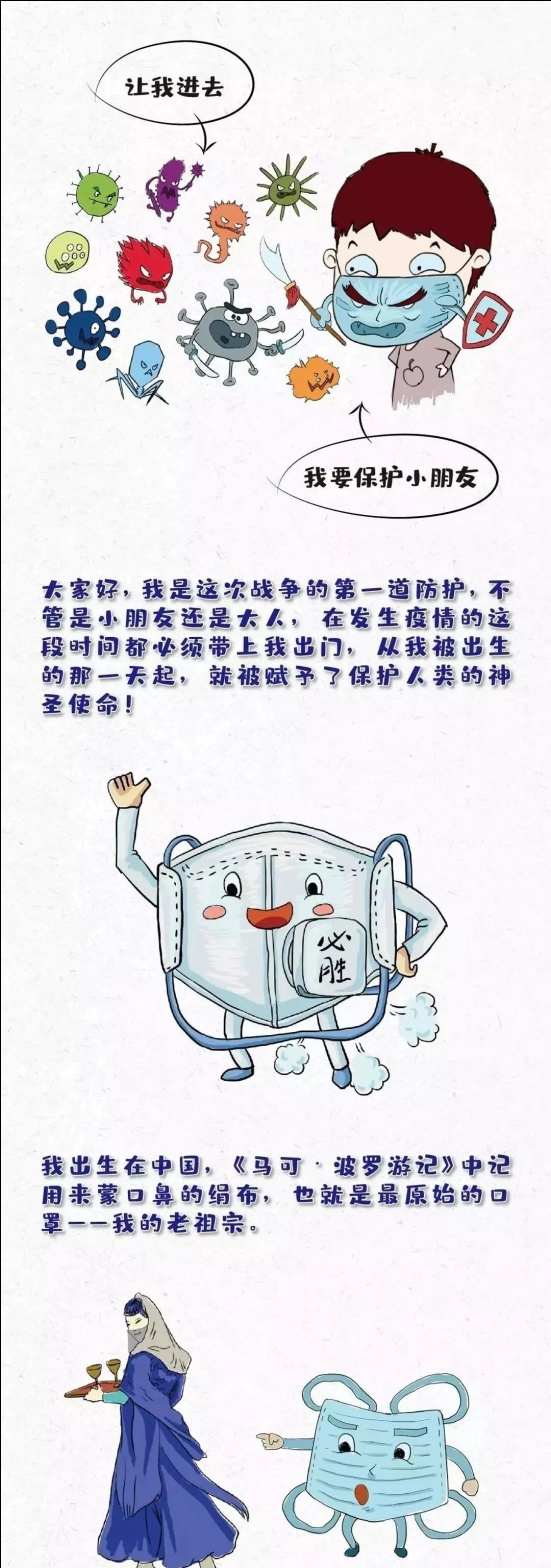 让我进去
我要保护小朋友
大家好，我是这次战争的第一道防护，不
管是小朋友还是大人，在发生疫情的这
段时间都必须带上我出门，从我被出生
的那一天起，就被赋予了保护人类的神
圣使命！
必
胜
我出生在中国，《马可·波罗游记》中记
用来蒙口鼻的绢布，也就是最原始的口
罩——我的老祖宗。